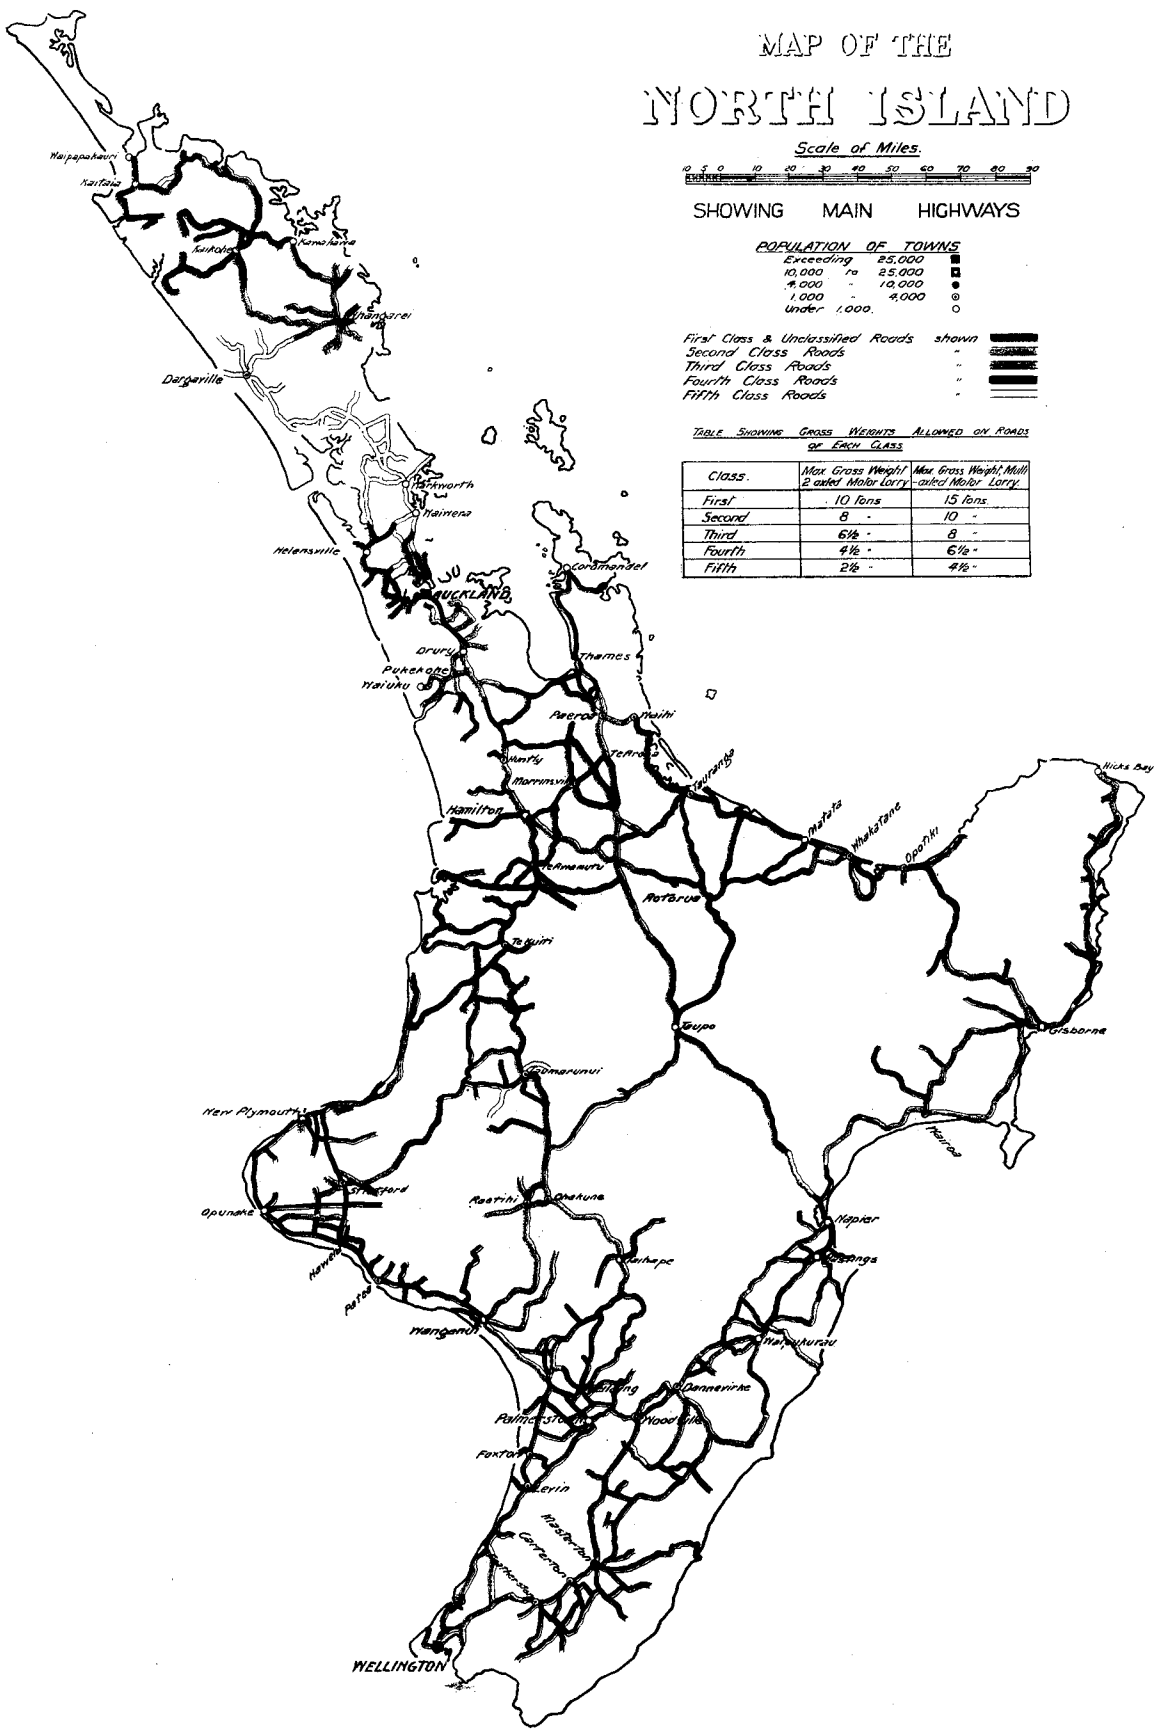 MAP OF THE
NORTH ISLAND
Scale of Miles.
10 5 0 10 20 30 40 50 60 70 80 90
SHOWING MAIN HIGHWAYS
POPULATION OF TOWNS
Exceeding 25,000
10,000 to 25,000
4,000 " 10,000
1,000 " 4,000
Under 1,000.
First Class & Unclassified Roads shown
Second Class Roads "
Third Class Roads "
Fourth Class Roads "
Fifth Class Roads "
TABLE SHOWING GROSS WEIGHTS ALLOWED ON ROADS
OF EACH CLASS
Class. Max. Gross Weight 2 axled Motor Lorry Max. Gross Weight, Multi-axled Motor Lorry.
First 10 Tons 15 Tons.
Second 8 " 10 "
Third 6½ " 8 "
Fourth 4½ " 6½ "
Fifth 2½ " 4½ "
Waipapakauri
Kaitaia
Kaikohe
Kawakawa
Whangarei
Dargaville
Warkworth
Waiwera
Helensville
Coromandel
AUCKLAND
Drury
Pukekohe
Waiuku
Thames
Paeroa
Waihi
Huntly
Te Aroha
Morrinsville
Tauranga
Hicks Bay
Hamilton
Matata
Whakatane
Opotiki
Te Awamutu
Rotorua
Te Kuiti
Taupo
Gisborne
Taumarunui
New Plymouth
Wairoa
Stratford
Raetihi
Ohakune
Opunake
Napier
Hastings
Hawera
Taihape
Patea
Wanganui
Waipukurau
Feilding
Dannevirke
Palmerston
Woodville
Foxton
Levin
Masterton
Carterton
WELLINGTON